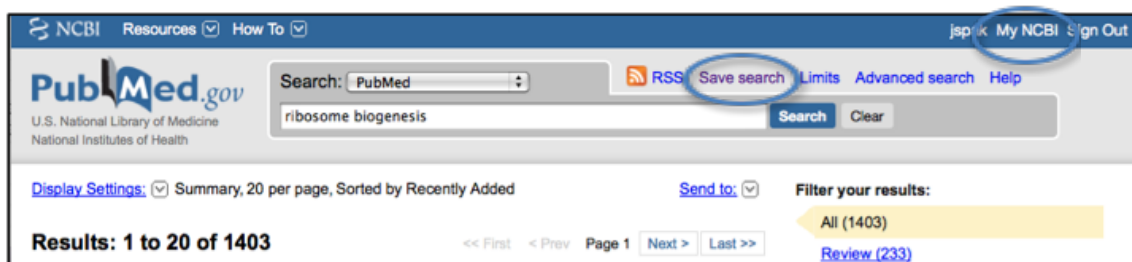 NCBI Resources How To My NCBI Sign Out
PubMed.gov
U.S. National Library of Medicine
National Institutes of Health
Search: PubMed
RSS Save search Limits Advanced search Help
ribosome biogenesis Search Clear
Display Settings: Summary, 20 per page, Sorted by Recently Added Send to:
Filter your results:
All (1403)
Review (233)
Results: 1 to 20 of 1403 << First < Prev Page 1 Next > Last >>